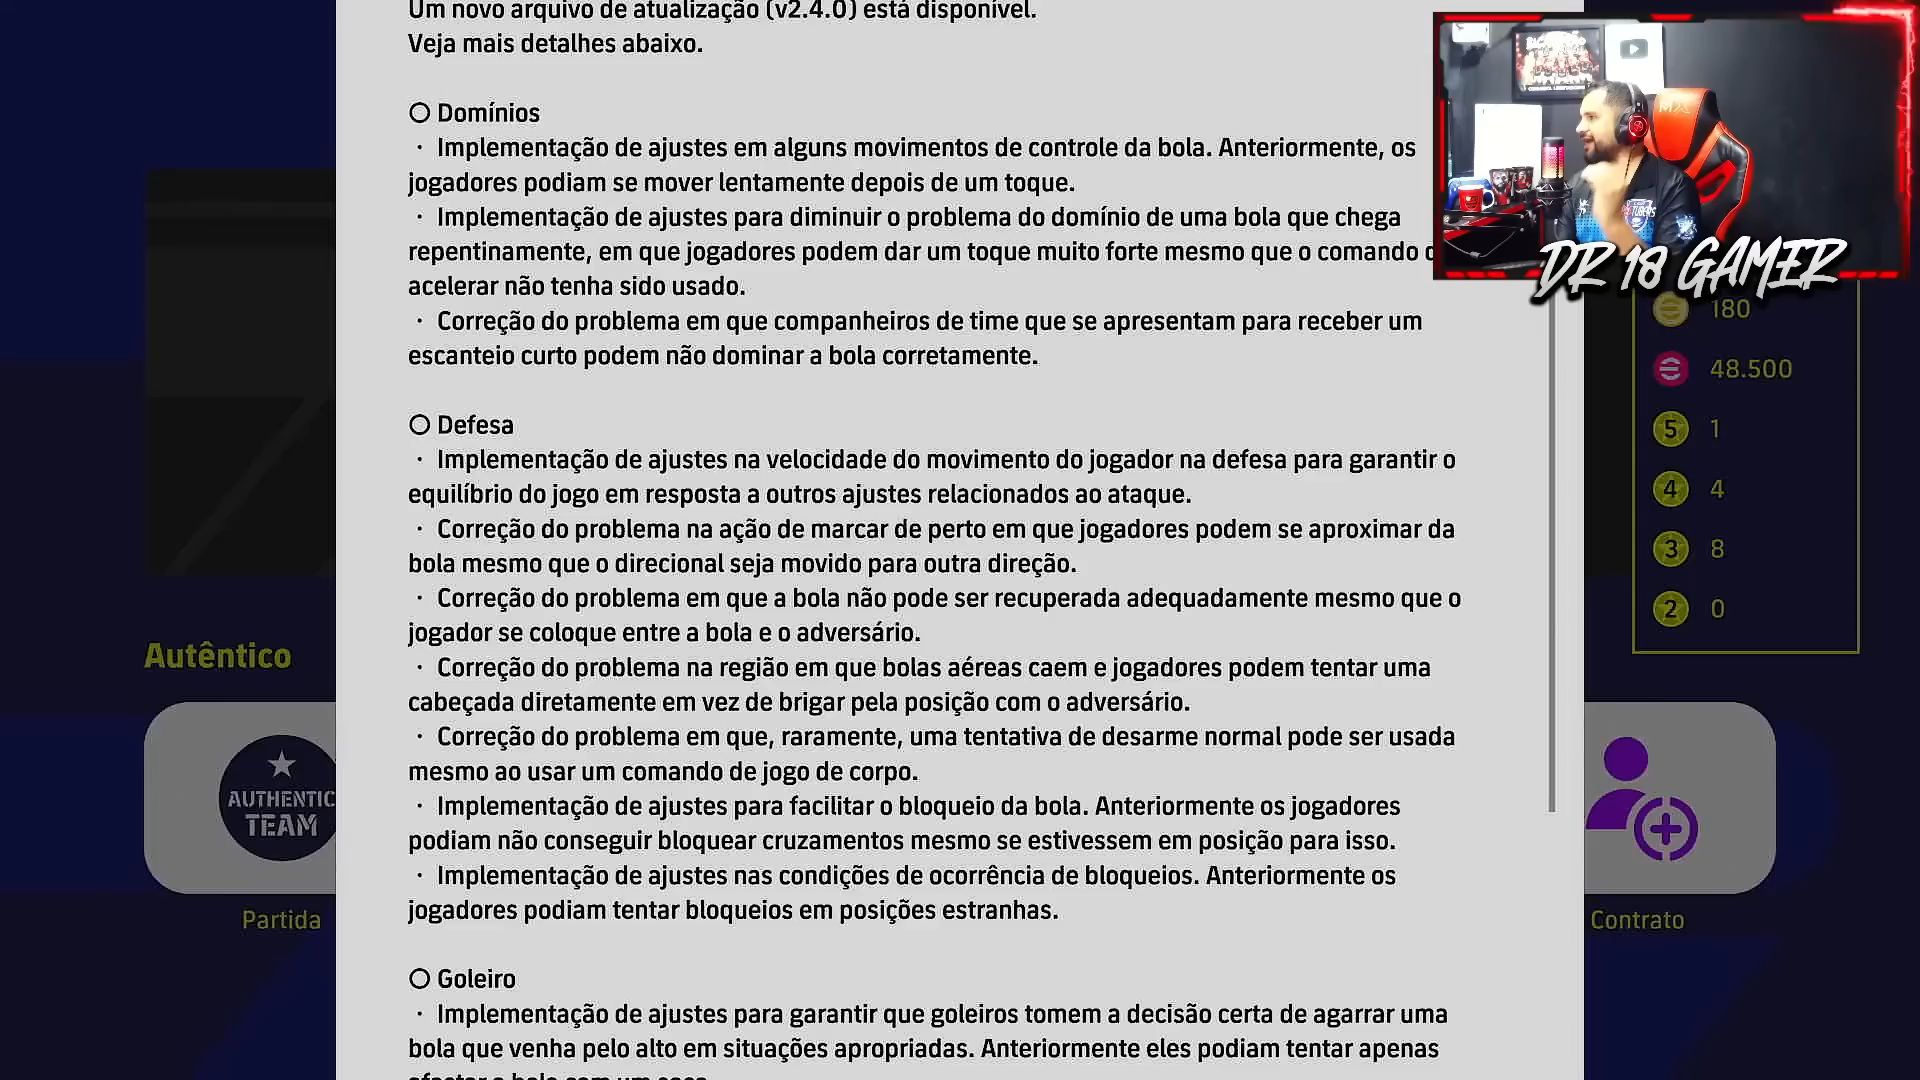 Um novo arquivo de atualização (v2.4.0) está disponível.
Veja mais detalhes abaixo.
○ Domínios
・ Implementação de ajustes em alguns movimentos de controle da bola. Anteriormente, os
jogadores podiam se mover lentamente depois de um toque.
・ Implementação de ajustes para diminuir o problema do domínio de uma bola que chega
repentinamente, em que jogadores podem dar um toque muito forte mesmo que o comando
acelerar não tenha sido usado.
・ Correção do problema em que companheiros de time que se apresentam para receber um
escanteio curto podem não dominar a bola corretamente.
○ Defesa
・ Implementação de ajustes na velocidade do movimento do jogador na defesa para garantir o
equilíbrio do jogo em resposta a outros ajustes relacionados ao ataque.
・ Correção do problema na ação de marcar de perto em que jogadores podem se aproximar da
bola mesmo que o direcional seja movido para outra direção.
・ Correção do problema em que a bola não pode ser recuperada adequadamente mesmo que o
jogador se coloque entre a bola e o adversário.
・ Correção do problema na região em que bolas aéreas caem e jogadores podem tentar uma
cabeçada diretamente em vez de brigar pela posição com o adversário.
・ Correção do problema em que, raramente, uma tentativa de desarme normal pode ser usada
mesmo ao usar um comando de jogo de corpo.
・ Implementação de ajustes para facilitar o bloqueio da bola. Anteriormente os jogadores
podiam não conseguir bloquear cruzamentos mesmo se estivessem em posição para isso.
・ Implementação de ajustes nas condições de ocorrência de bloqueios. Anteriormente os
jogadores podiam tentar bloqueios em posições estranhas.
○ Goleiro
・ Implementação de ajustes para garantir que goleiros tomem a decisão certa de agarrar uma
bola que venha pelo alto em situações apropriadas. Anteriormente eles podiam tentar apenas
DR 18 GAMER
180
48.500
5 1
4 4
3 8
2 0
Autêntico
AUTHENTIC
TEAM
Partida
Contrato